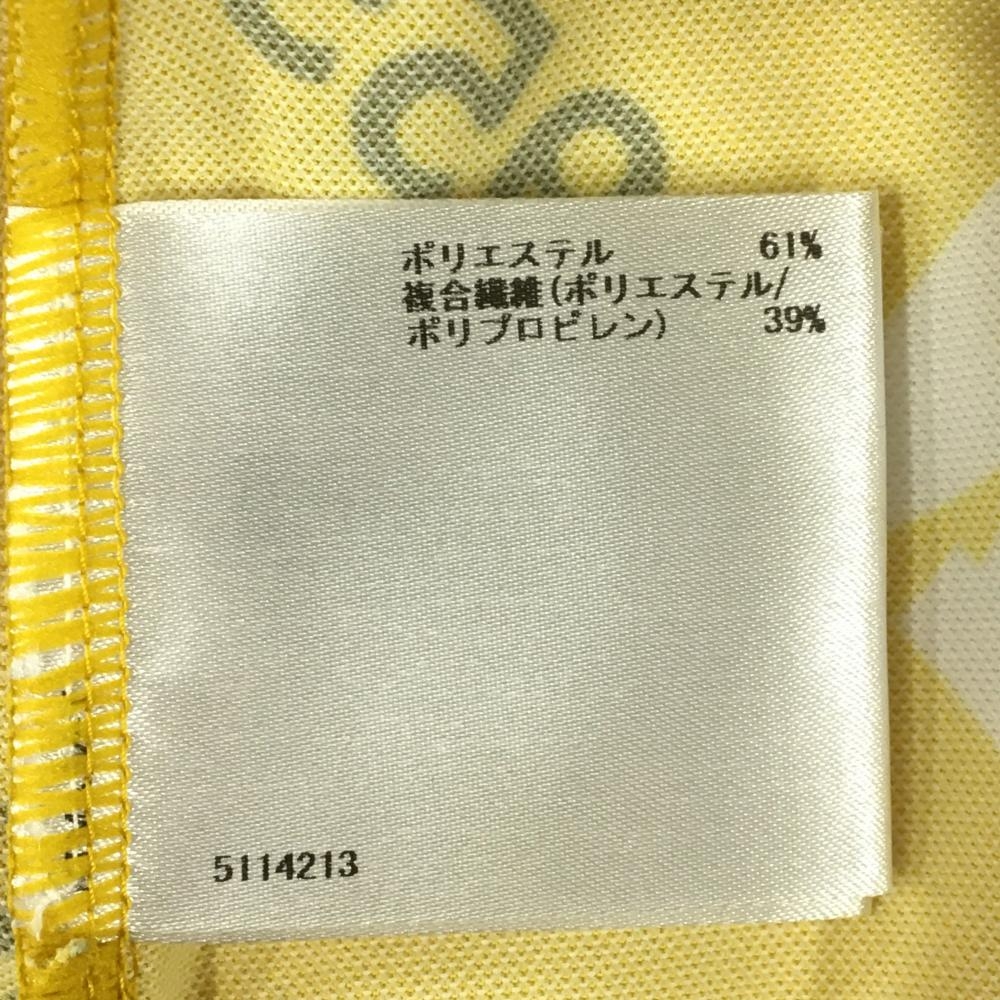 ポリエステル 61%
複合繊維(ポリエステル/
ポリプロピレン) 39%
5114213